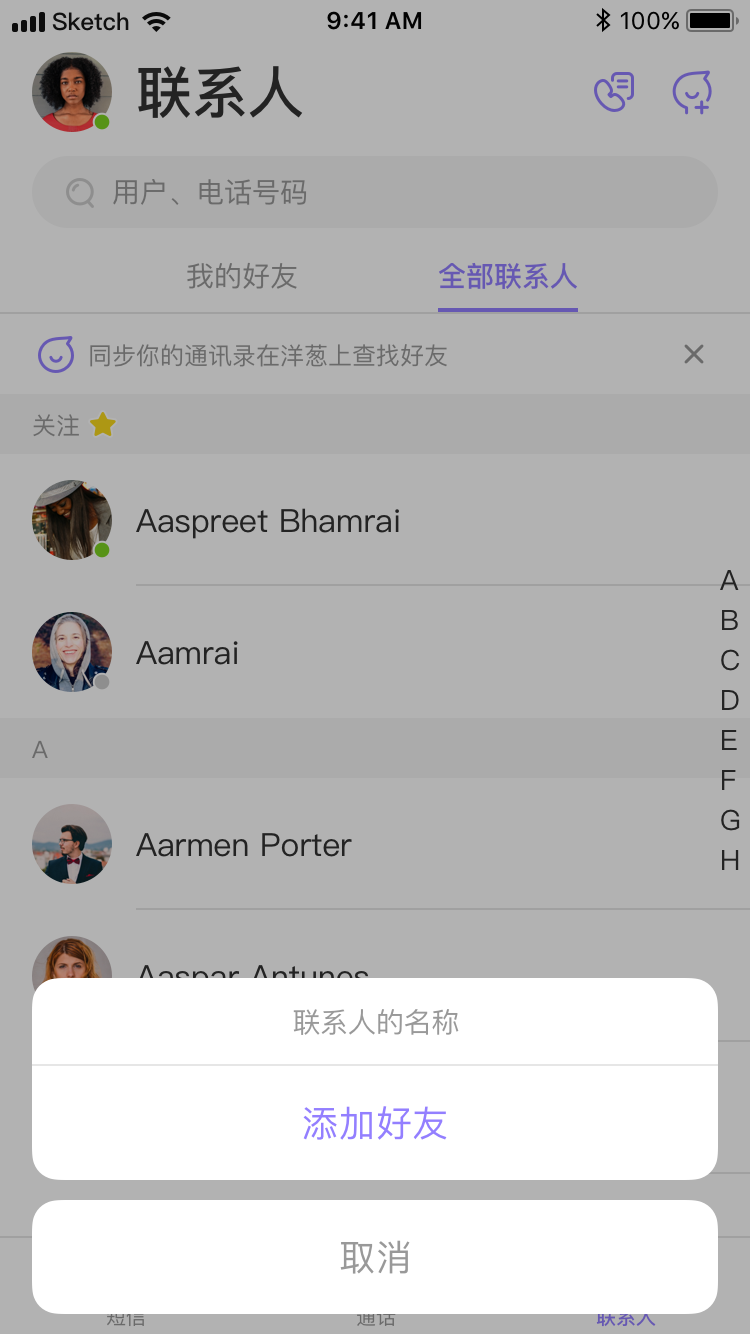 Sketch 9:41 AM 100%
联系人
用户、电话号码
我的好友 全部联系人
同步你的通讯录在洋葱上查找好友
关注
Aaspreet Bhamrai
A
B
Aamrai
C
D
A
E
F
G
Aarmen Porter
H
Aaspar Antunes
联系人的名称
添加好友
取消
短信 通话 联系人